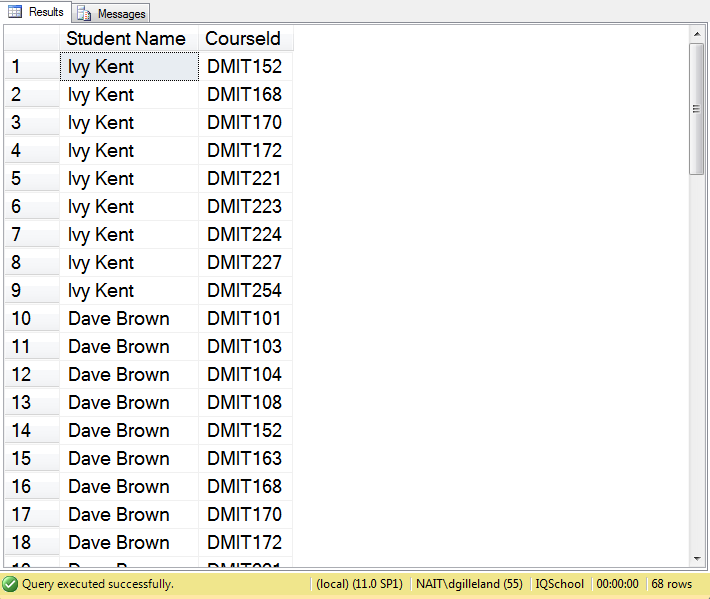 Results Messages
Student Name CourseId
1 Ivy Kent DMIT152
2 Ivy Kent DMIT168
3 Ivy Kent DMIT170
4 Ivy Kent DMIT172
5 Ivy Kent DMIT221
6 Ivy Kent DMIT223
7 Ivy Kent DMIT224
8 Ivy Kent DMIT227
9 Ivy Kent DMIT254
10 Dave Brown DMIT101
11 Dave Brown DMIT103
12 Dave Brown DMIT104
13 Dave Brown DMIT108
14 Dave Brown DMIT152
15 Dave Brown DMIT163
16 Dave Brown DMIT168
17 Dave Brown DMIT170
18 Dave Brown DMIT172
Query executed successfully. (local) (11.0 SP1) NAIT\dgilleland (55) IQSchool 00:00:00 68 rows